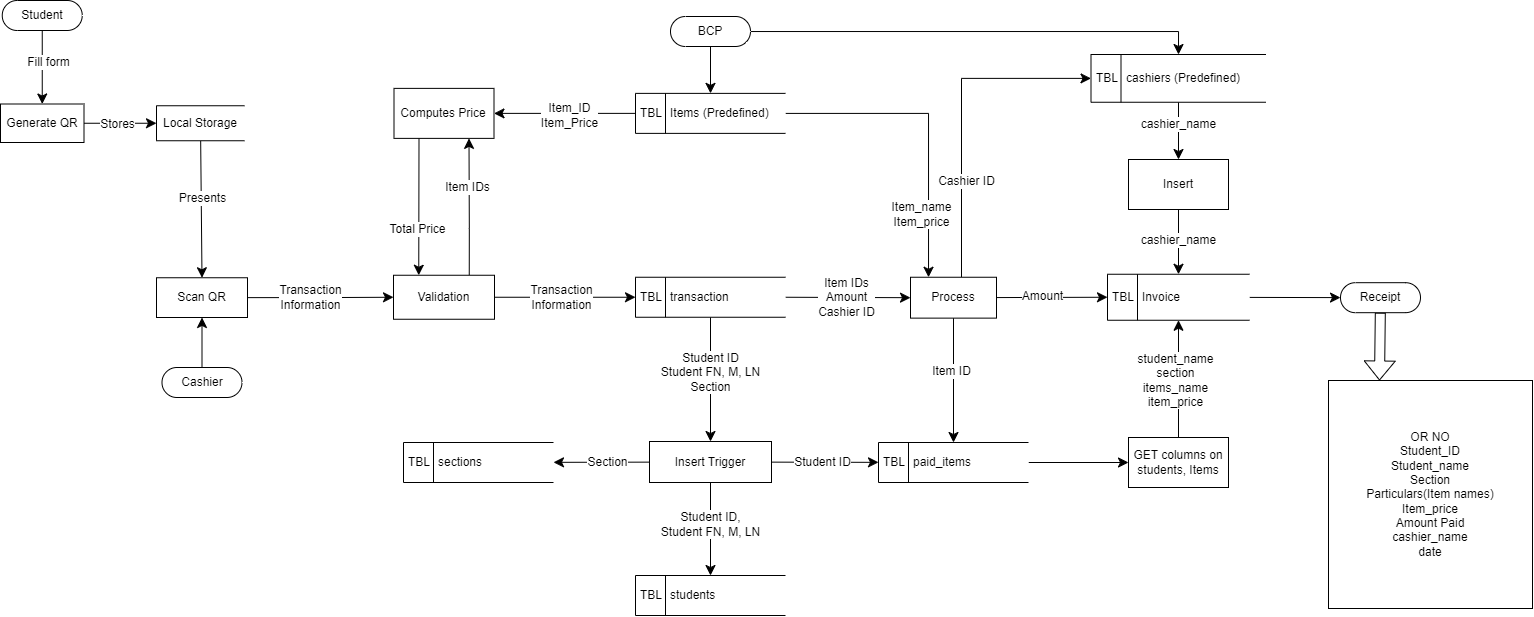 Student
BCP
Fill form
TBL
cashiers (Predefined)
Generate QR
Stores
Local Storage
Computes Price
Item_ID
Item_Price
TBL
Items (Predefined)
cashier_name
Presents
Item IDs
Cashier ID
Insert
Total Price
Item_name
Item_price
cashier_name
Scan QR
Transaction
Information
Validation
Transaction
Information
TBL
transaction
Item IDs
Amount
Cashier ID
Process
Amount
TBL
Invoice
Receipt
Cashier
Student ID
Student FN, M, LN
Section
Item ID
student_name
section
items_name
item_price
TBL
sections
Section
Insert Trigger
Student ID
TBL
paid_items
GET columns on
students, Items
OR NO
Student_ID
Student_name
Section
Particulars(Item names)
Item_price
Amount Paid
cashier_name
date
Student ID,
Student FN, M, LN
TBL
students